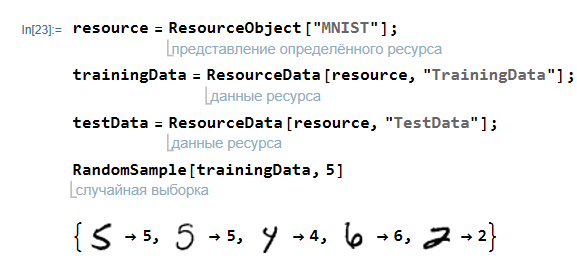 In[23]:= resource = ResourceObject["MNIST"];
представление определённого ресурса
trainingData = ResourceData[resource, "TrainingData"];
данные ресурса
testData = ResourceData[resource, "TestData"];
данные ресурса
RandomSample[trainingData, 5]
случайная выборка
{5 → 5, 5 → 5, 4 → 4, 6 → 6, 2 → 2}